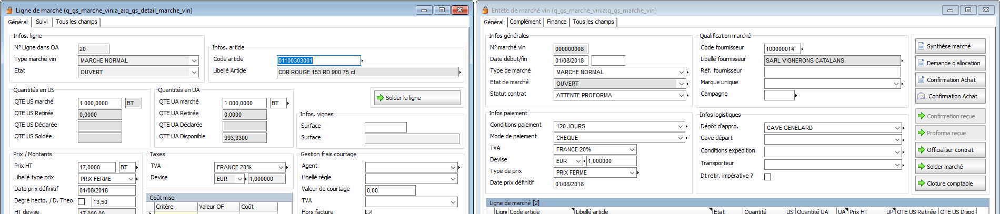 Ligne de marché (q_gs_marche_vin:a_a:q_gs_detail_marche_vin)
Général Suivi Tous les champs
Infos. ligne
N° Ligne dans OA 20
Type marché vin MARCHE NORMAL
Etat OUVERT
Infos. article
Code article 01100303001
Libellé Article CDR ROUGE 153 RD 900 75 cl
Quantités en US
QTE US marché 1 000,0000 BT
QTE US Retirée 0,0000
QTE US Déclarée
QTE US Soldée
Quantités en UA
QTE UA marché 1 000,0000 BT
QTE UA Retirée 0,0000
QTE UA Déclarée
QTE UA Disponible 993,3300
Solder la ligne
Infos. vignes
Surface
Surface
Prix / Montants
Prix HT 17,0000 BT
Libellé type prix PRIX FERME
Date prix définitif 01/08/2018
Degré hecto. / D. Theo. 13,50
HT devise 17 000,00
Taxes
TVA FRANCE 20%
Devise EUR 1,000000
Coût mise
Critère Valeur OF Coût
Gestion frais courtage
Agent
Libellé règle
Valeur de courtage 0,00
TVA
Hors facture
Entête de marché vin (q_gs_marche_vin:a:q_gs_marche_vin)
Général Complément Finance Tous les champs
Infos générales
N° marché vin 000000008
Date début/fin 01/08/2018
Type de marché MARCHE NORMAL
Etat de marché OUVERT
Statut contrat ATTENTE PROFORMA
Qualification marché
Code fournisseur 100000014
Libellé fournisseur SARL VIGNERONS CATALANS
Réf. fournisseur
Marque unique
Campagne
Infos paiement
Conditions paiement 120 JOURS
Mode de paiement CHEQUE
TVA FRANCE 20%
Devise EUR 1,000000
Type de prix PRIX FERME
Date prix définitif 01/08/2018
Infos logistiques
Dépôt d'appro. CAVE GENELARD
Cave départ
Conditions expédition
Transporteur
Dt retir. impérative ?
Synthèse marché
Demande d'allocation
Confirmation Achat
Confirmation Achat
Confirmation reçue
Proforma reçue
Officialiser contrat
Solder marché
Cloture comptable
Ligne de marché [2]
Lign Code article Libellé article Etat Quantité US Quantité UA UA Prix HT UP QTE US Retirée QTE US Dispo